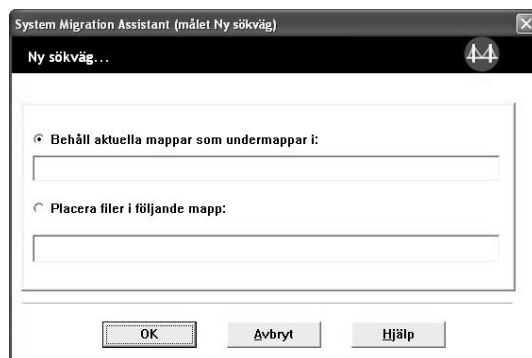 System Migration Assistant (målet Ny sökväg)
Ny sökväg...
Behåll aktuella mappar som undermappar i:
Placera filer i följande mapp:
OK Avbryt Hjälp